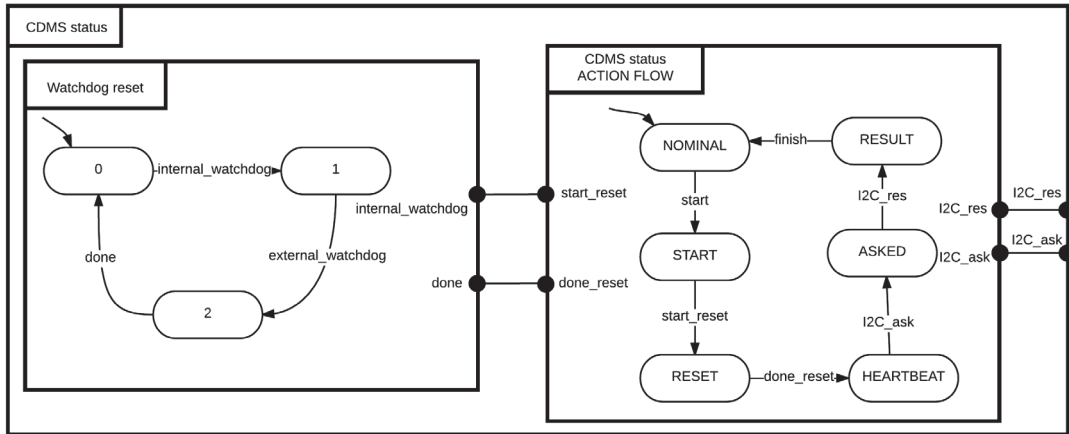 CDMS status
Watchdog reset
0
internal_watchdog
1
external_watchdog
2
done
internal_watchdog
done
CDMS status
ACTION FLOW
start_reset
done_reset
NOMINAL
start
START
start_reset
RESET
done_reset
HEARTBEAT
I2C_ask
ASKED
I2C_res
RESULT
finish
I2C_res
I2C_ask
I2C_res
I2C_ask